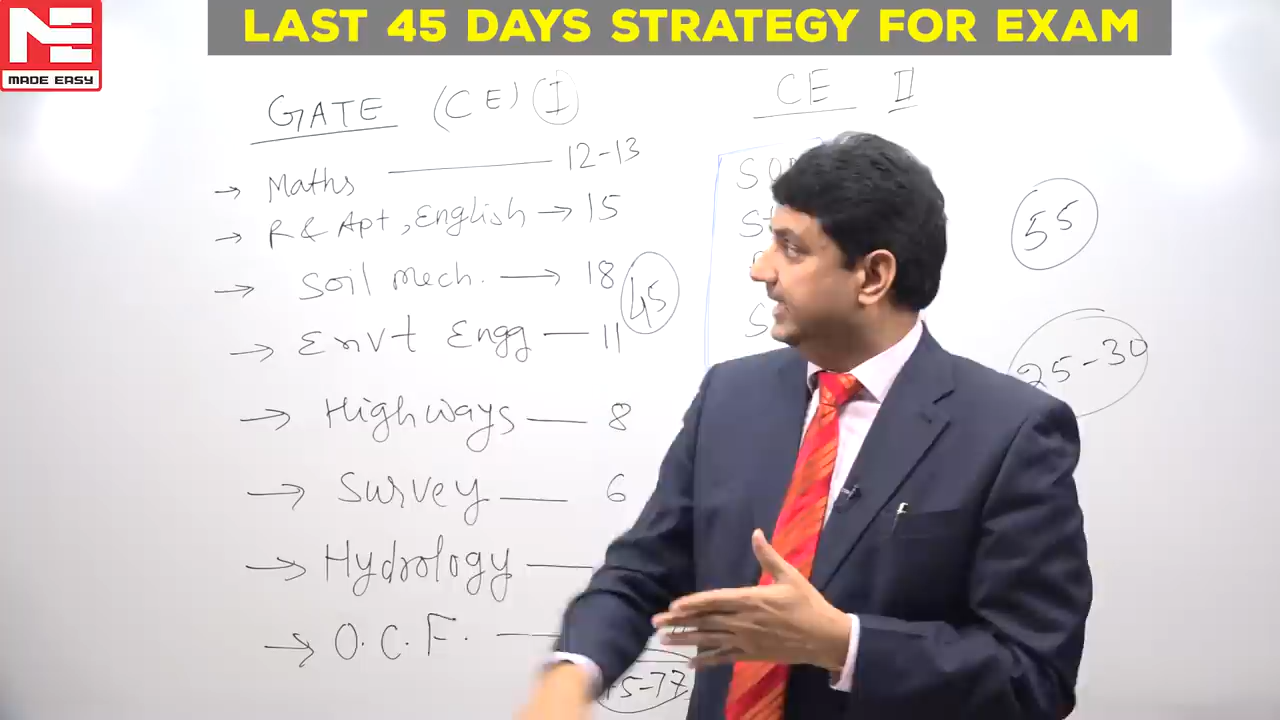 LAST 45 DAYS STRATEGY FOR EXAM
ME
MADE EASY
GATE (CE) I
→ Maths — 12-13
→ R & Apt, English → 15
→ Soil Mech. → 18
45
→ Envt Engg — 11
→ Highways — 8
→ Survey — 6
→ Hydrology —
→ O.C.F. —
CE II
55
25-30